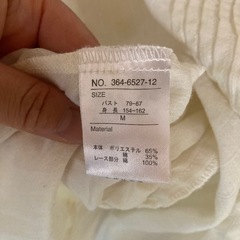 NO. 364-6527-12
SIZE
バスト 79-87
身長 154-162
M
Material
本体 ポリエステル 65%
綿 35%
レース部分 綿 100%